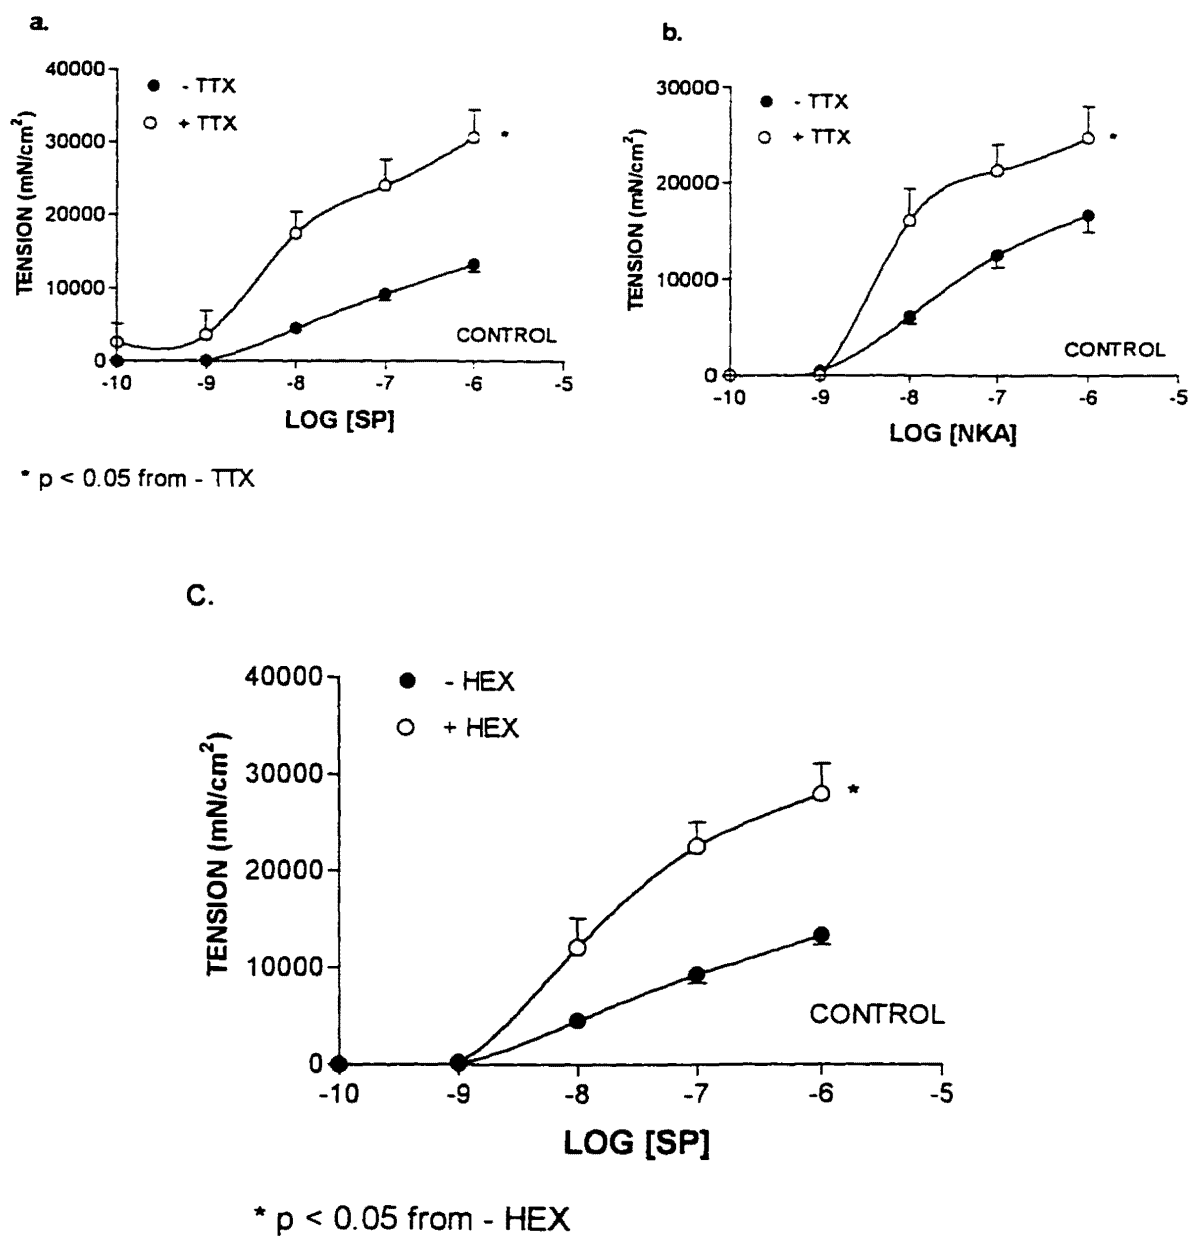 a.
40000
30000
20000
10000
0
TENSION (mN/cm²)
- TTX
+ TTX
*
CONTROL
-10 -9 -8 -7 -6 -5
LOG [SP]
* p < 0.05 from - TTX
b.
30000
20000
10000
0
TENSION (mN/cm²)
- TTX
+ TTX
*
CONTROL
-10 -9 -8 -7 -6 -5
LOG [NKA]
C.
40000
30000
20000
10000
0
TENSION (mN/cm²)
- HEX
+ HEX
*
CONTROL
-10 -9 -8 -7 -6 -5
LOG [SP]
* p < 0.05 from - HEX